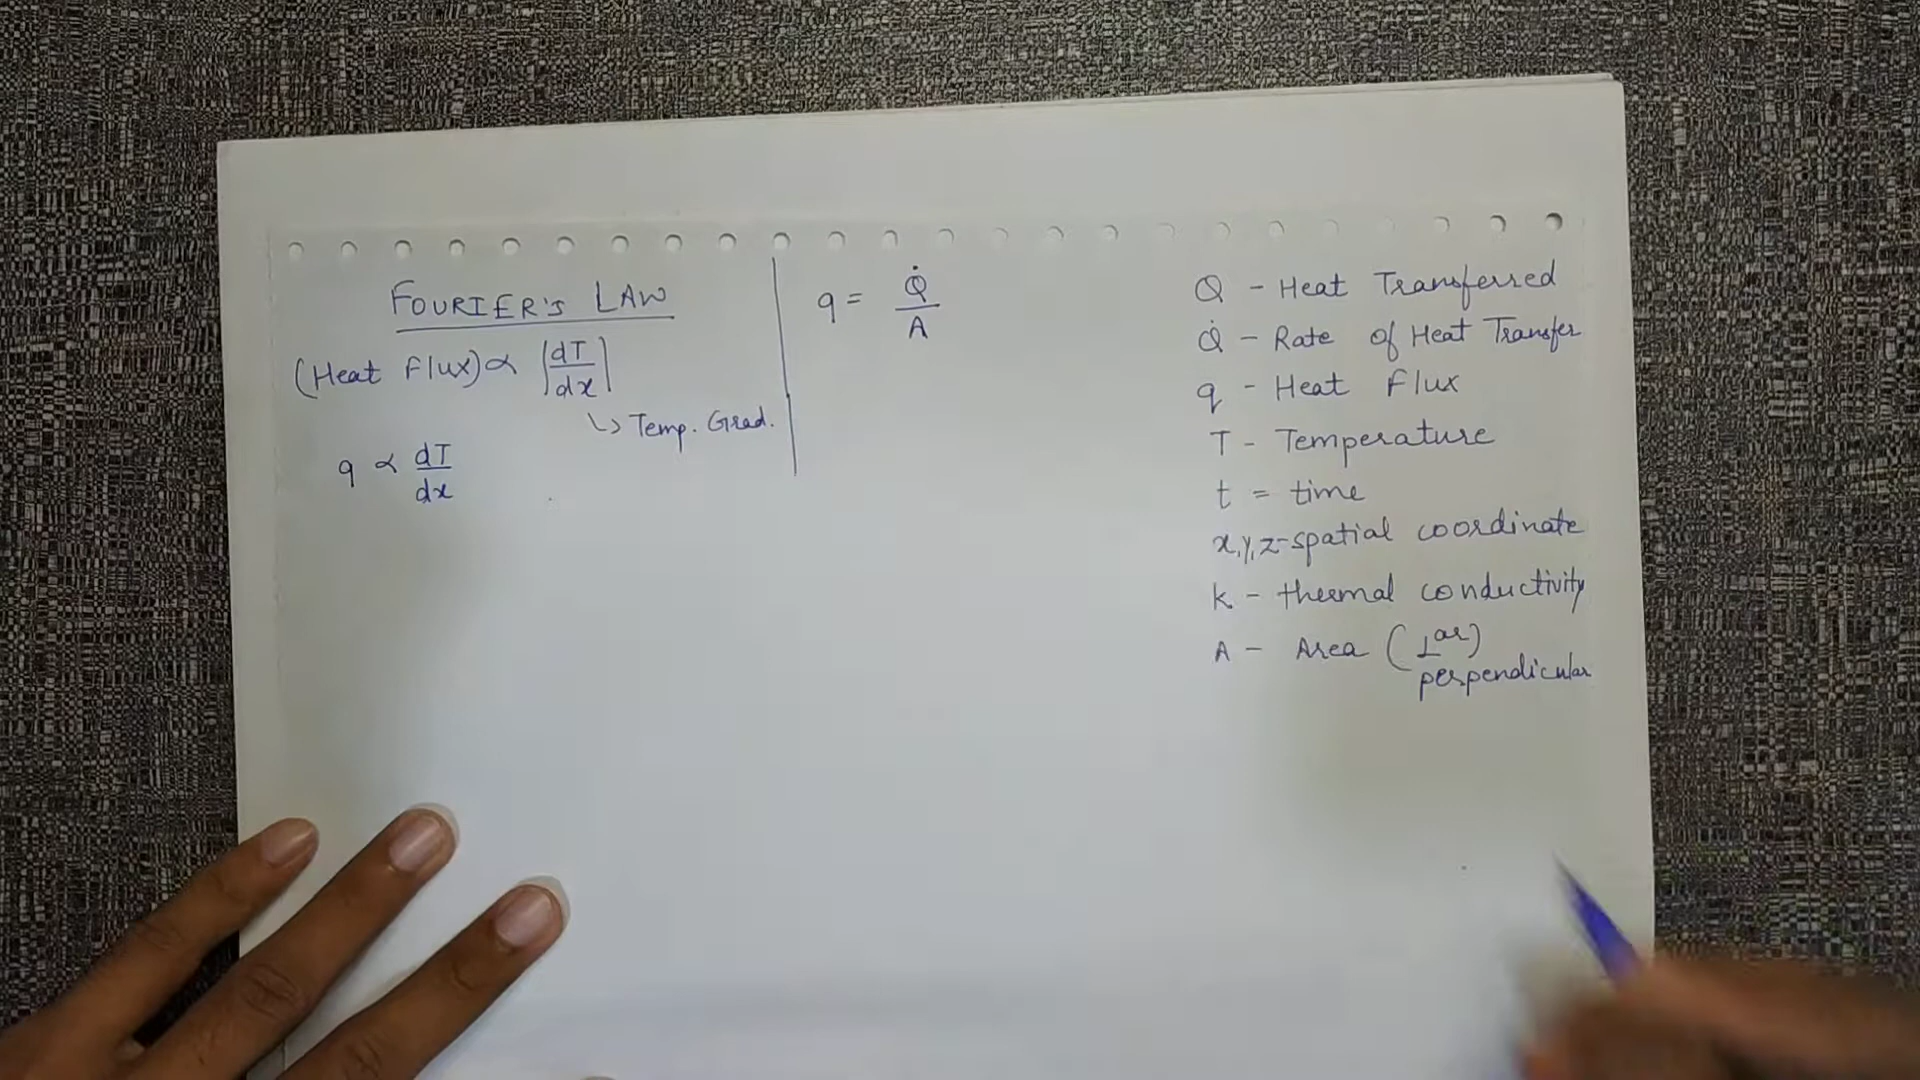 FOURIER'S LAW
(Heat Flux) ∝ |dT/dx|
↳ Temp. Grad.
q ∝ dT/dx
q = Q̇/A
Q - Heat Transferred
Q̇ - Rate of Heat Transfer
q - Heat Flux
T - Temperature
t = time
x,y,z-spatial coordinate
k - thermal conductivity
A - Area (⊥ar)
perpendicular